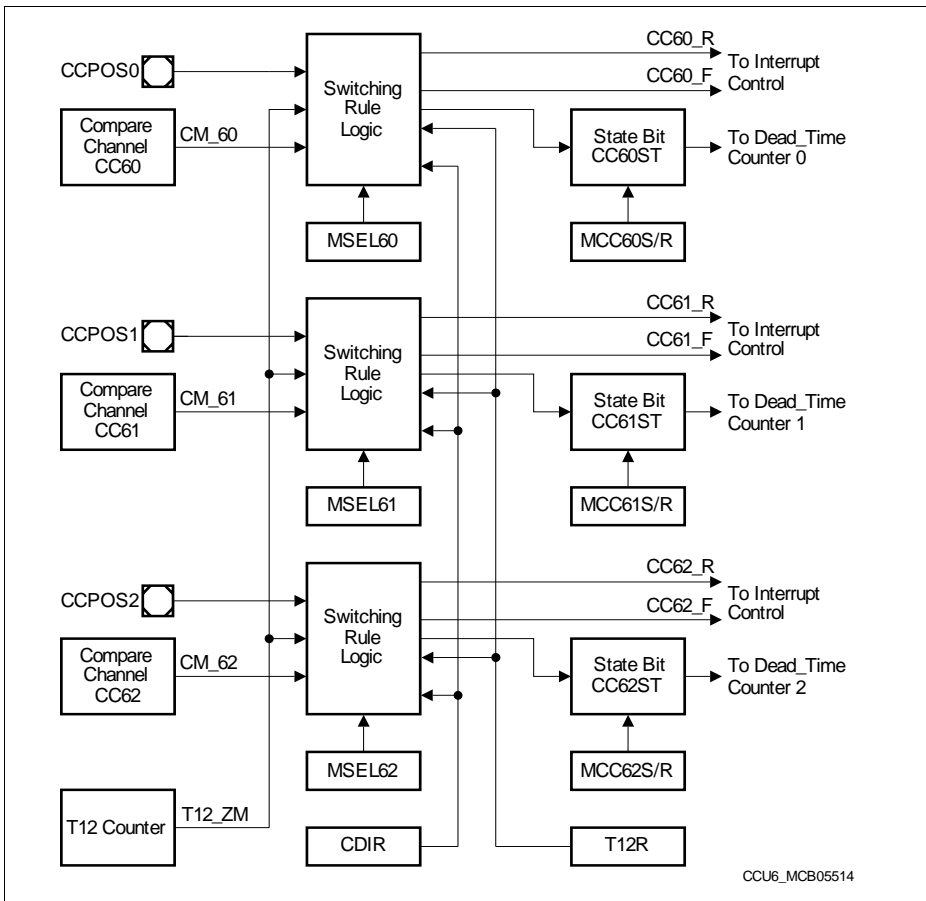 CC60_R
To Interrupt
Control
CCPOS0
CC60_F
Switching
Rule
Logic
Compare
Channel
CC60
CM_60
State Bit
CC60ST
To Dead_Time
Counter 0
MSEL60
MCC60S/R
CC61_R
To Interrupt
Control
CCPOS1
CC61_F
Switching
Rule
Logic
Compare
Channel
CC61
CM_61
State Bit
CC61ST
To Dead_Time
Counter 1
MSEL61
MCC61S/R
CC62_R
To Interrupt
Control
CCPOS2
CC62_F
Switching
Rule
Logic
Compare
Channel
CC62
CM_62
State Bit
CC62ST
To Dead_Time
Counter 2
MSEL62
MCC62S/R
T12 Counter
T12_ZM
CDIR
T12R
CCU6_MCB05514